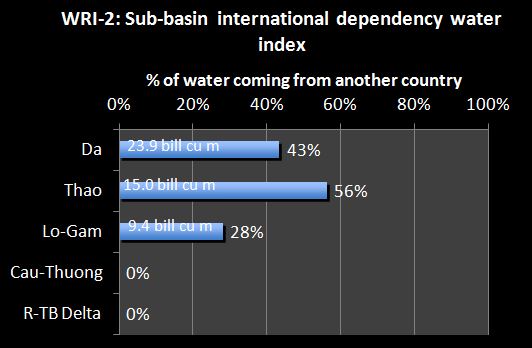 WRI-2: Sub-basin international dependency water
index
% of water coming from another country
0% 20% 40% 60% 80% 100%
Da 23.9 bill cu m 43%
Thao 15.0 bill cu m 56%
Lo-Gam 9.4 bill cu m 28%
Cau-Thuong 0%
R-TB Delta 0%